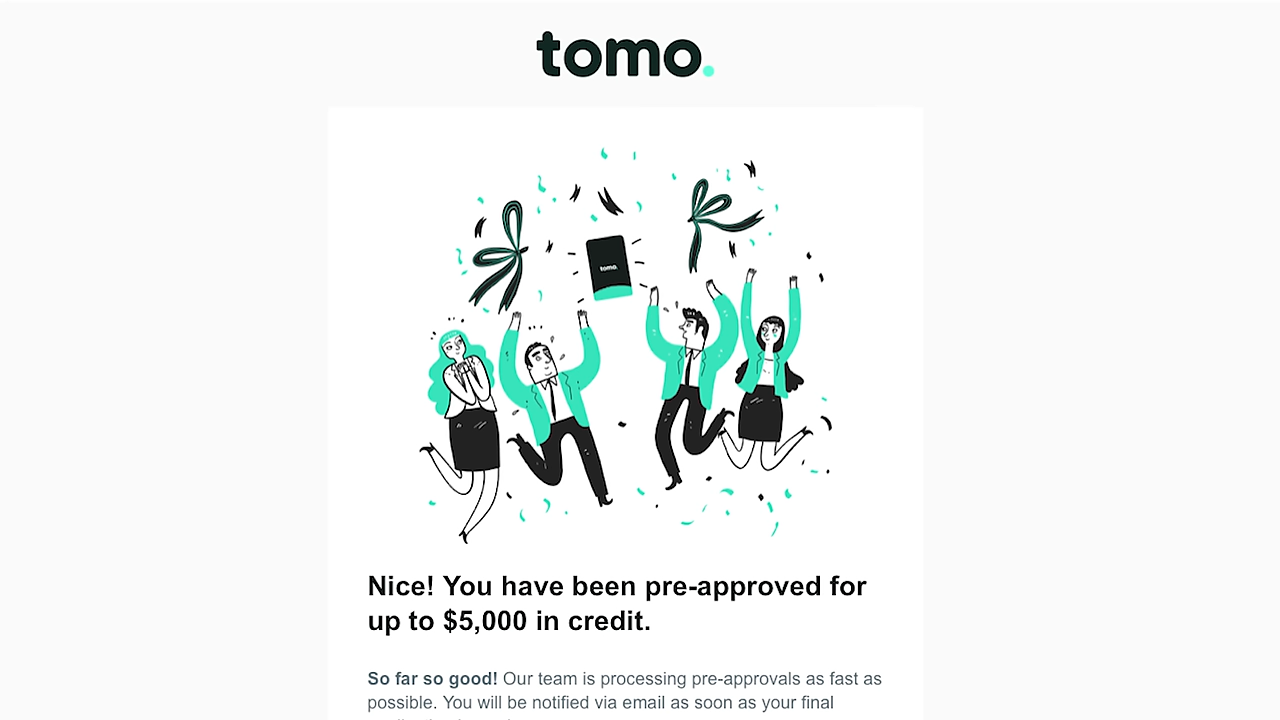 tomo.
tomo.
Nice! You have been pre-approved for
up to $5,000 in credit.
So far so good! Our team is processing pre-approvals as fast as
possible. You will be notified via email as soon as your final